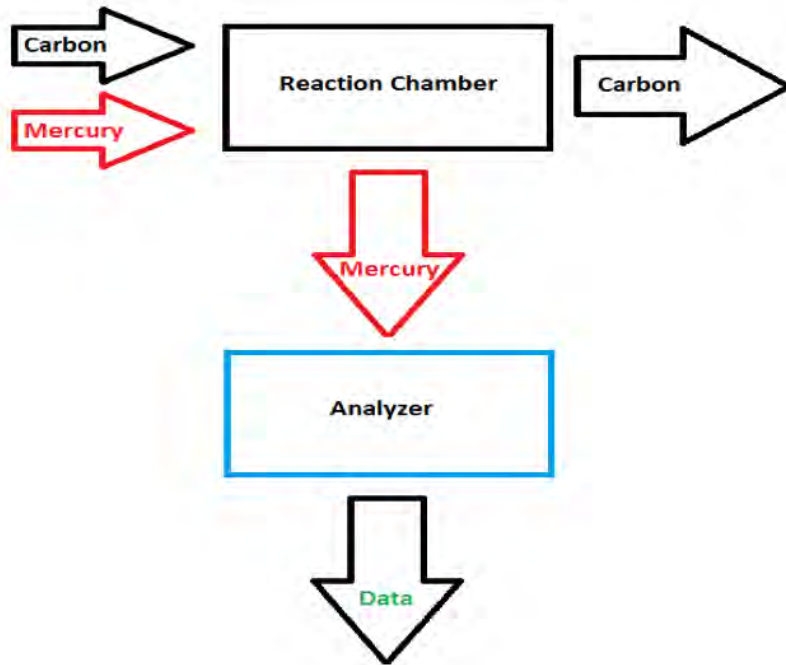 Carbon
Reaction Chamber
Carbon
Mercury
Mercury
Analyzer
Data